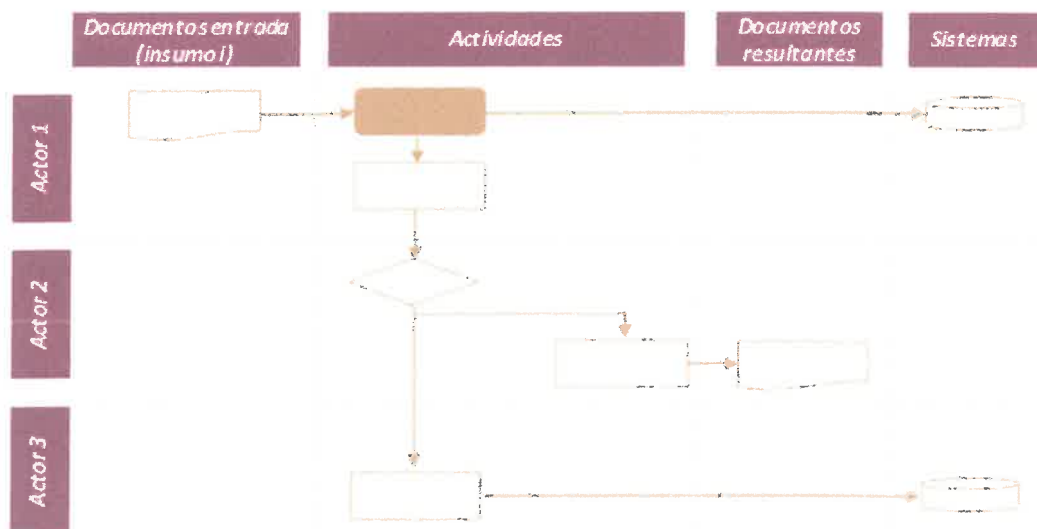 Documentos entrada
(insumo)
Actividades
Documentos
resultantes
Sistemas
Actor 1
Actor 2
Actor 3